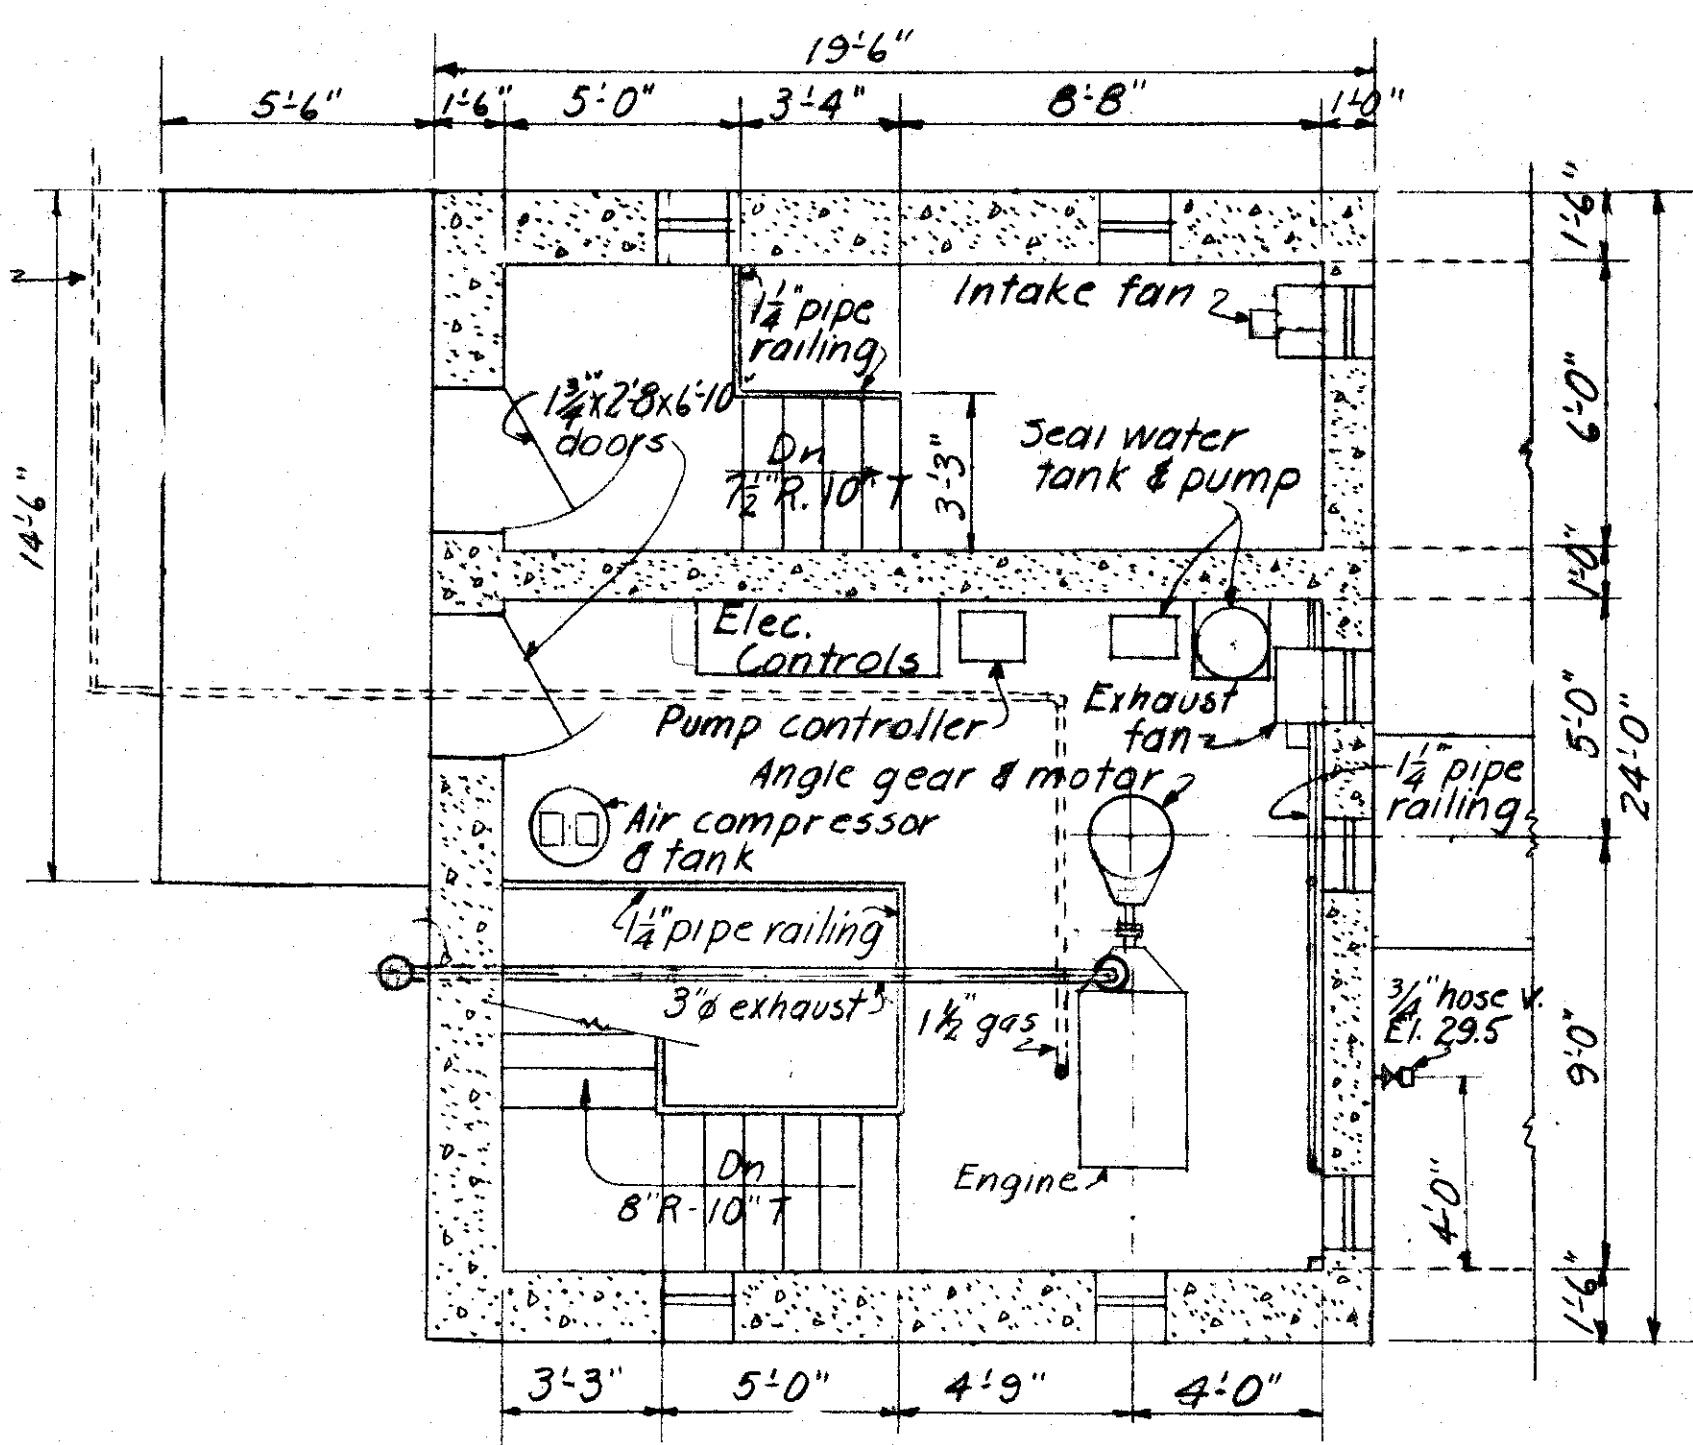 19'-6"
5'-6" 1'-6" 5'-0" 3'-4" 8'-8" 1'-0"
1'-6"
Intake fan
1¼" pipe
railing
6'-0"
1¾"x2'-8x6'-10
doors
Dn
7½"R. 10" T
3'-3"
Seal water
tank & pump
14'-6"
1'-0"
Elec.
Controls
Pump controller
Exhaust
fan
5'-0"
24'-0"
Angle gear & motor
1¼" pipe
railing
Air compressor
& tank
1¼" pipe railing
3"ø exhaust
1½" gas
3/4" hose v.
El. 29.5
9'-0"
Dn
8"R-10" T
Engine
4'-0"
1'-6"
3'-3" 5'-0" 4'-9" 4'-0"